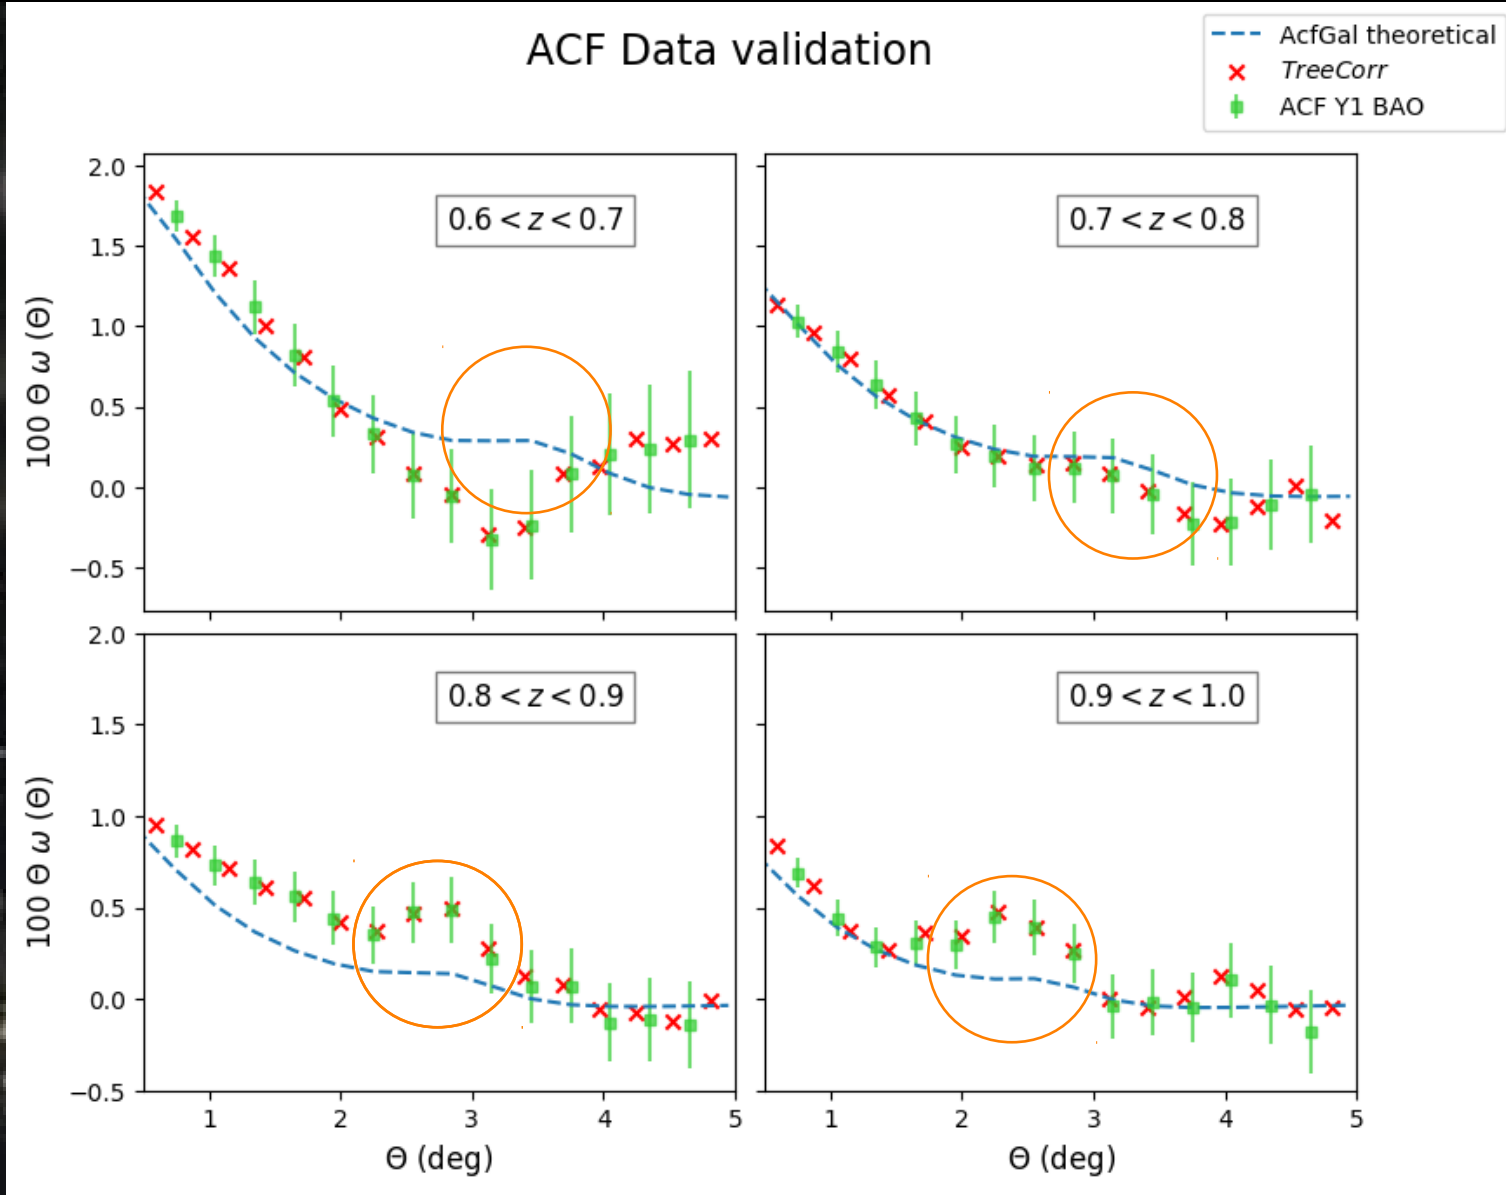 ACF Data validation
AcfGal theoretical
TreeCorr
ACF Y1 BAO
2.0
1.5
1.0
0.5
0.0
−0.5
100 Θ ω (Θ)
0.6 < z < 0.7
0.7 < z < 0.8
2.0
1.5
1.0
0.5
0.0
−0.5
100 Θ ω (Θ)
0.8 < z < 0.9
0.9 < z < 1.0
1 2 3 4 5
1 2 3 4 5
Θ (deg)
Θ (deg)